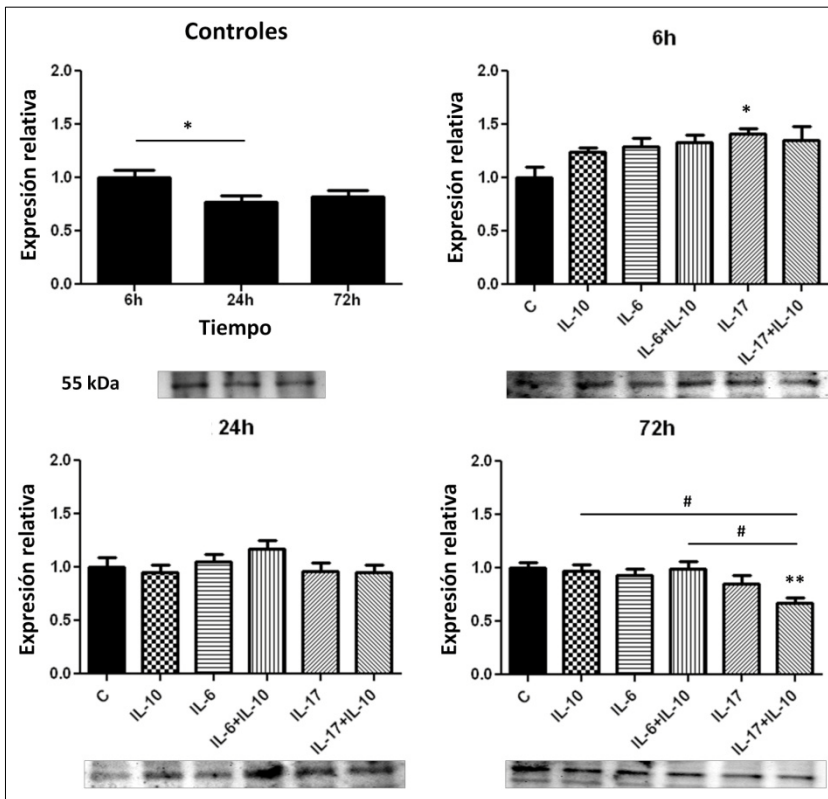 Controles
Expresión relativa
2.0
1.5
1.0
0.5
0.0
*
6h
24h
72h
Tiempo
55 kDa
6h
Expresión relativa
2.0
1.5
1.0
0.5
0.0
*
C
IL-10
IL-6
IL-6+IL-10
IL-17
IL-17+IL-10
24h
Expresión relativa
2.0
1.5
1.0
0.5
0.0
C
IL-10
IL-6
IL-6+IL-10
IL-17
IL-17+IL-10
72h
Expresión relativa
2.0
1.5
1.0
0.5
0.0
#
#
**
C
IL-10
IL-6
IL-6+IL-10
IL-17
IL-17+IL-10